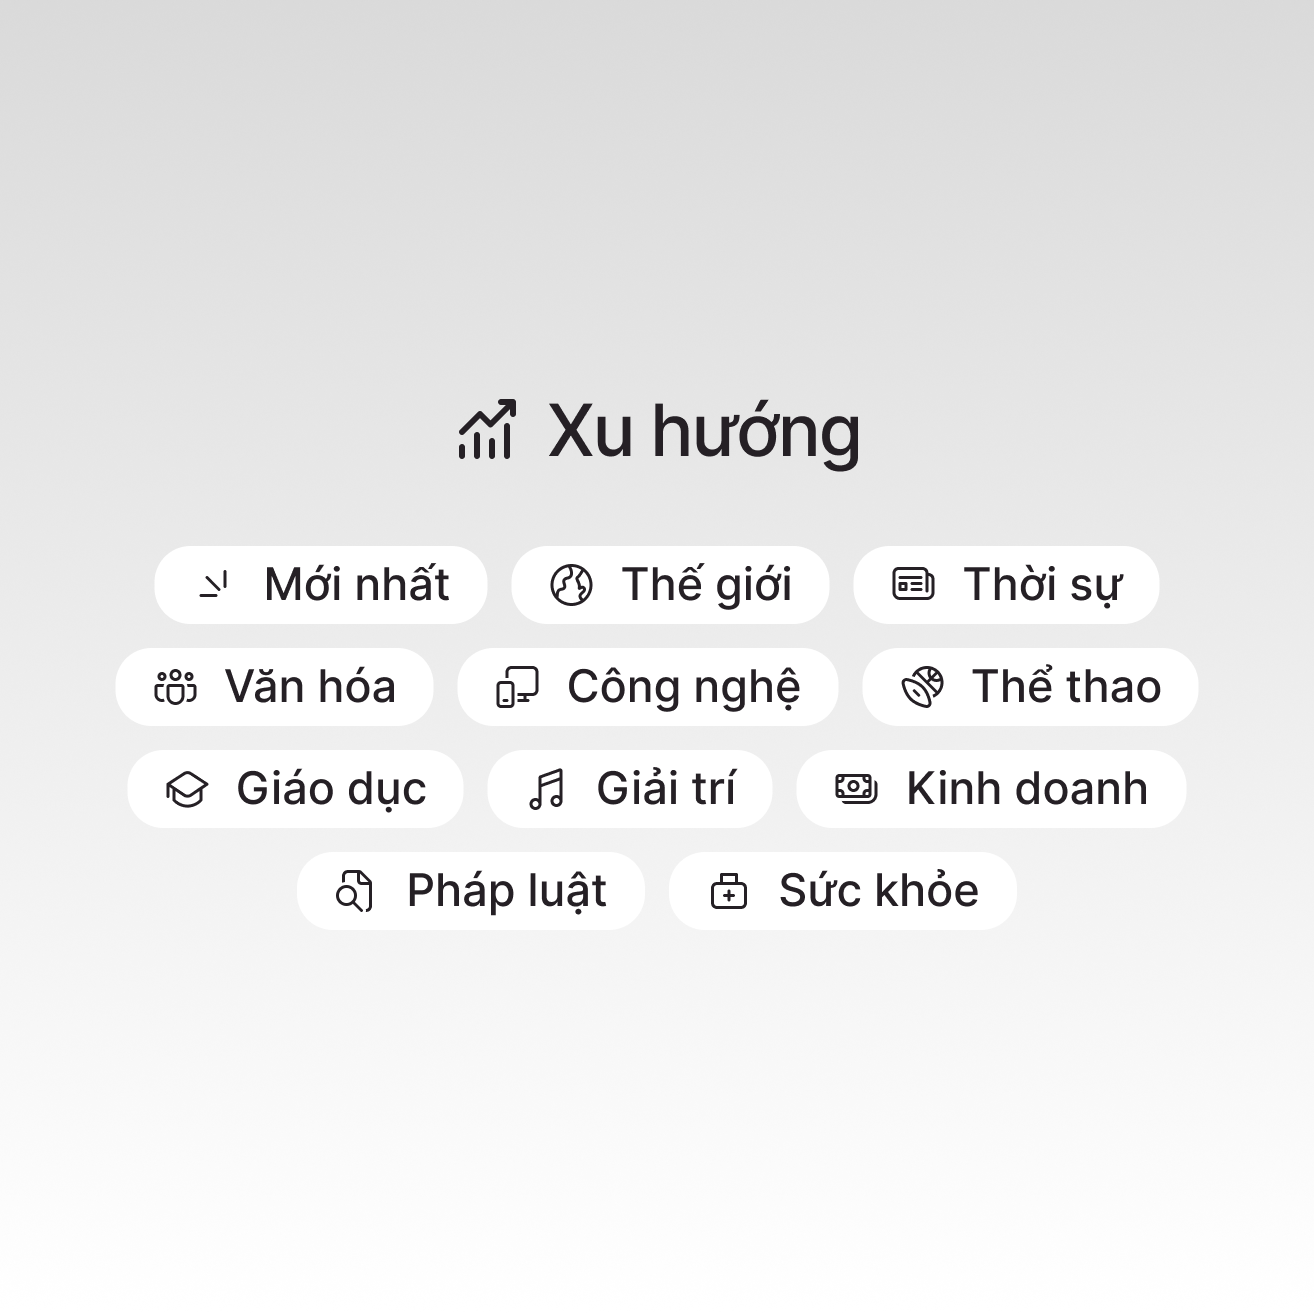 Xu hướng
Mới nhất Thế giới Thời sự
Văn hóa Công nghệ Thể thao
Giáo dục Giải trí Kinh doanh
Pháp luật Sức khỏe